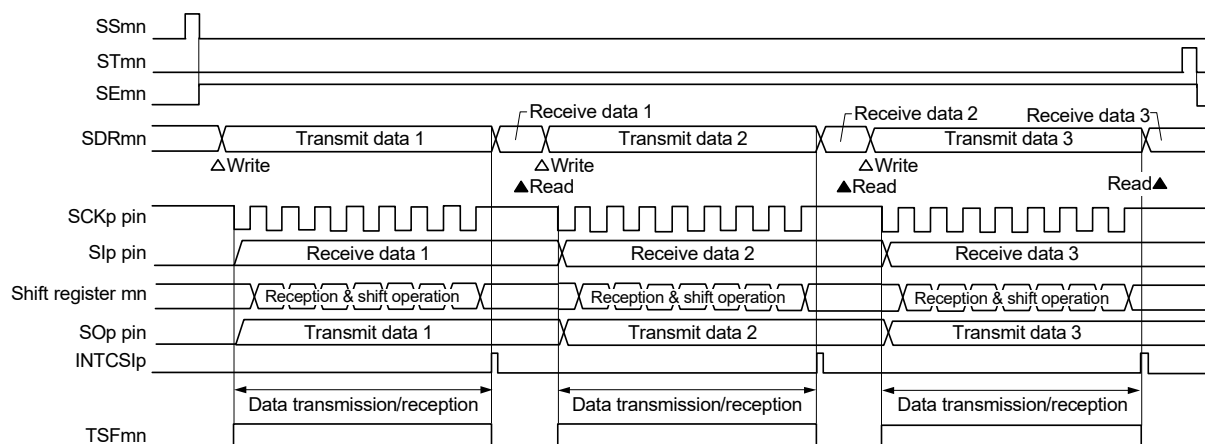 SSmn
STmn
SEmn
Receive data 1
Receive data 2
Receive data 3
SDRmn
Transmit data 1
Transmit data 2
Transmit data 3
△Write
△Write
△Write
▲Read
▲Read
Read▲
SCKp pin
SIp pin
Receive data 1
Receive data 2
Receive data 3
Shift register mn
Reception & shift operation
Reception & shift operation
Reception & shift operation
SOp pin
Transmit data 1
Transmit data 2
Transmit data 3
INTCSIp
Data transmission/reception
Data transmission/reception
Data transmission/reception
TSFmn